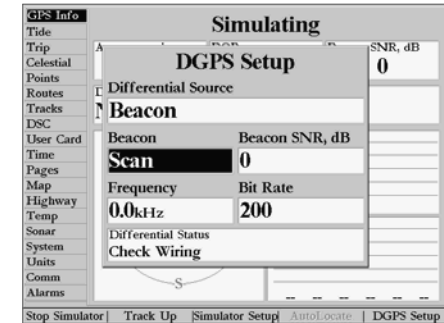 GPS Info
Tide
Trip
Celestial
Points
Routes
Tracks
DSC
User Card
Time
Pages
Map
Highway
Temp
Sonar
System
Units
Comm
Alarms
Simulating
SNR, dB
0
DGPS Setup
Differential Source
Beacon
Beacon
Beacon SNR, dB
Scan
0
Frequency
Bit Rate
0.0kHz
200
Differential Status
Check Wiring
S
Stop Simulator | Track Up | Simulator Setup | AutoLocate | DGPS Setup